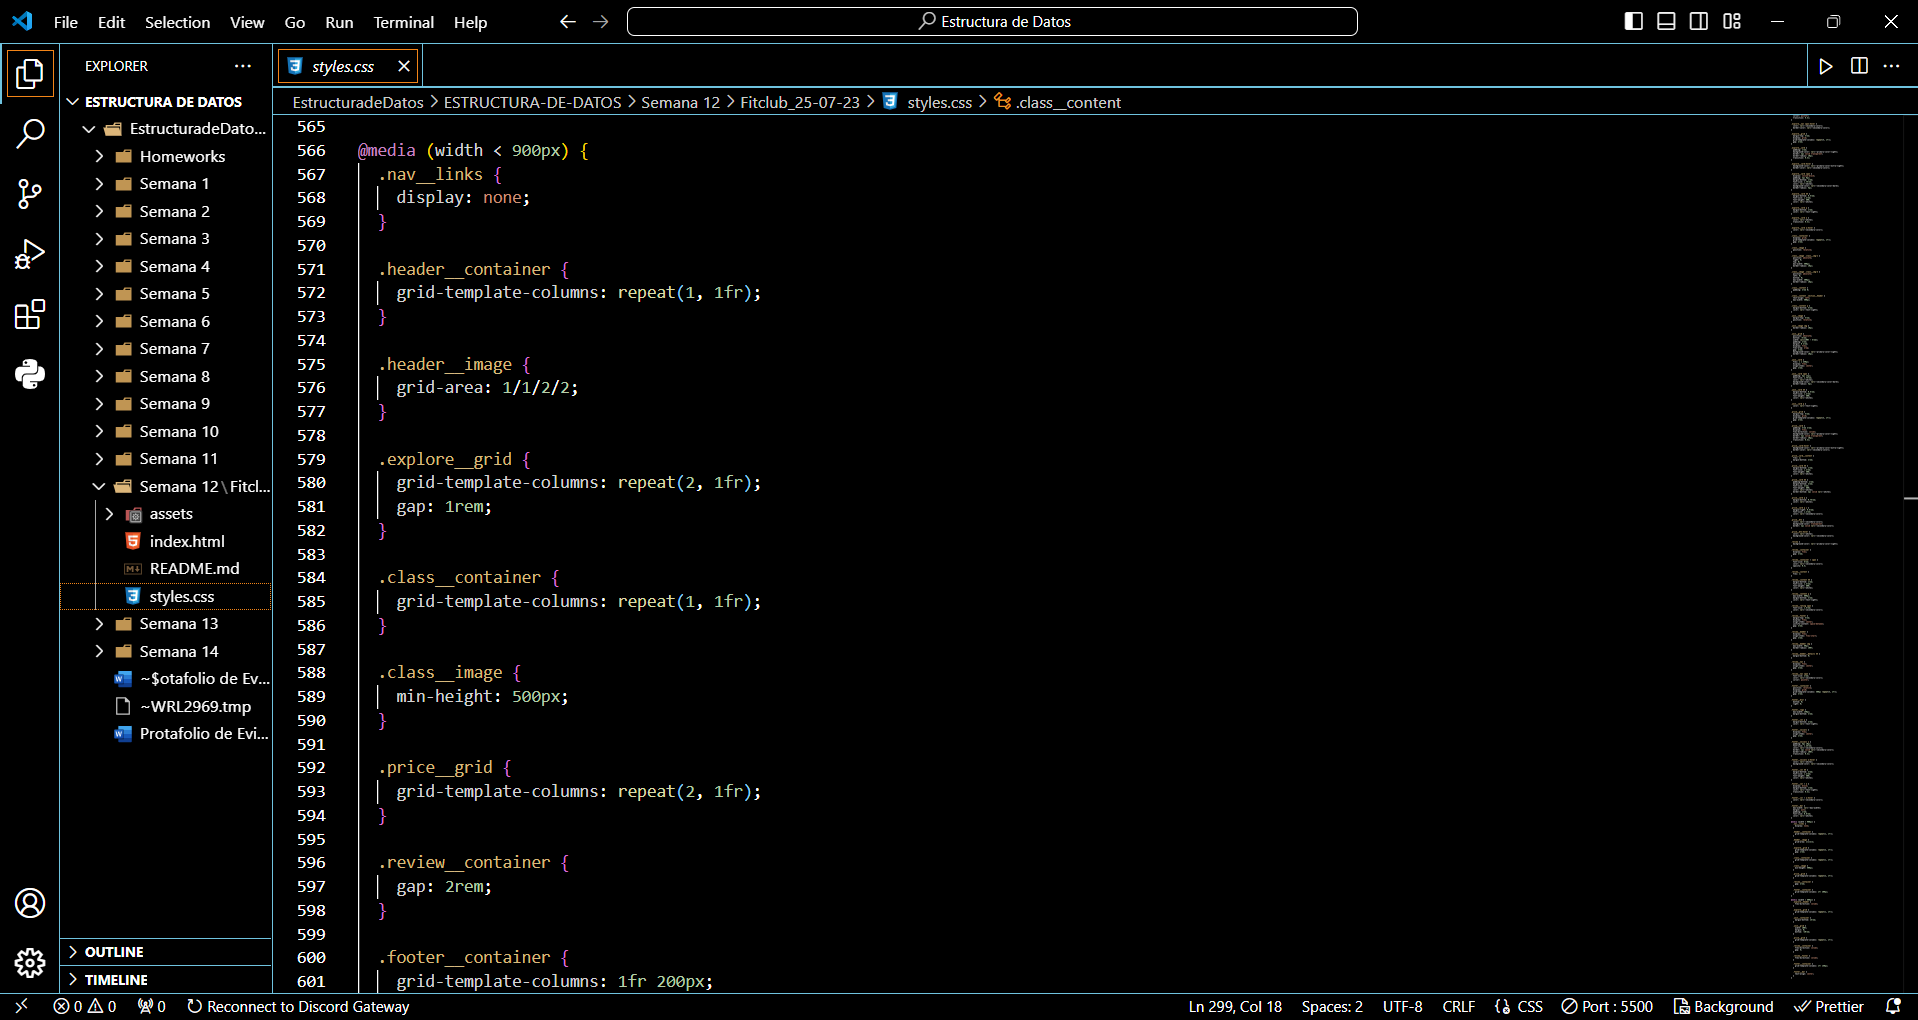 File Edit Selection View Go Run Terminal Help
Estructura de Datos
EXPLORER
ESTRUCTURA DE DATOS
EstructuradeDato...
Homeworks
Semana 1
Semana 2
Semana 3
Semana 4
Semana 5
Semana 6
Semana 7
Semana 8
Semana 9
Semana 10
Semana 11
Semana 12\Fitcl...
assets
index.html
README.md
styles.css
Semana 13
Semana 14
~$otafolio de Ev...
~WRL2969.tmp
Protafolio de Evi...
OUTLINE
TIMELINE
styles.css
EstructuradeDatos > ESTRUCTURA-DE-DATOS > Semana 12 > Fitclub_25-07-23 > styles.css > .class__content
565
566 @media (width < 900px) {
567 .nav__links {
568 display: none;
569 }
570
571 .header__container {
572 grid-template-columns: repeat(1, 1fr);
573 }
574
575 .header__image {
576 grid-area: 1/1/2/2;
577 }
578
579 .explore__grid {
580 grid-template-columns: repeat(2, 1fr);
581 gap: 1rem;
582 }
583
584 .class__container {
585 grid-template-columns: repeat(1, 1fr);
586 }
587
588 .class__image {
589 min-height: 500px;
590 }
591
592 .price__grid {
593 grid-template-columns: repeat(2, 1fr);
594 }
595
596 .review__container {
597 gap: 2rem;
598 }
599
600 .footer__container {
601 grid-template-columns: 1fr 200px;
0 0 0 Reconnect to Discord Gateway Ln 299, Col 18 Spaces: 2 UTF-8 CRLF {} CSS Port : 5500 Background Prettier